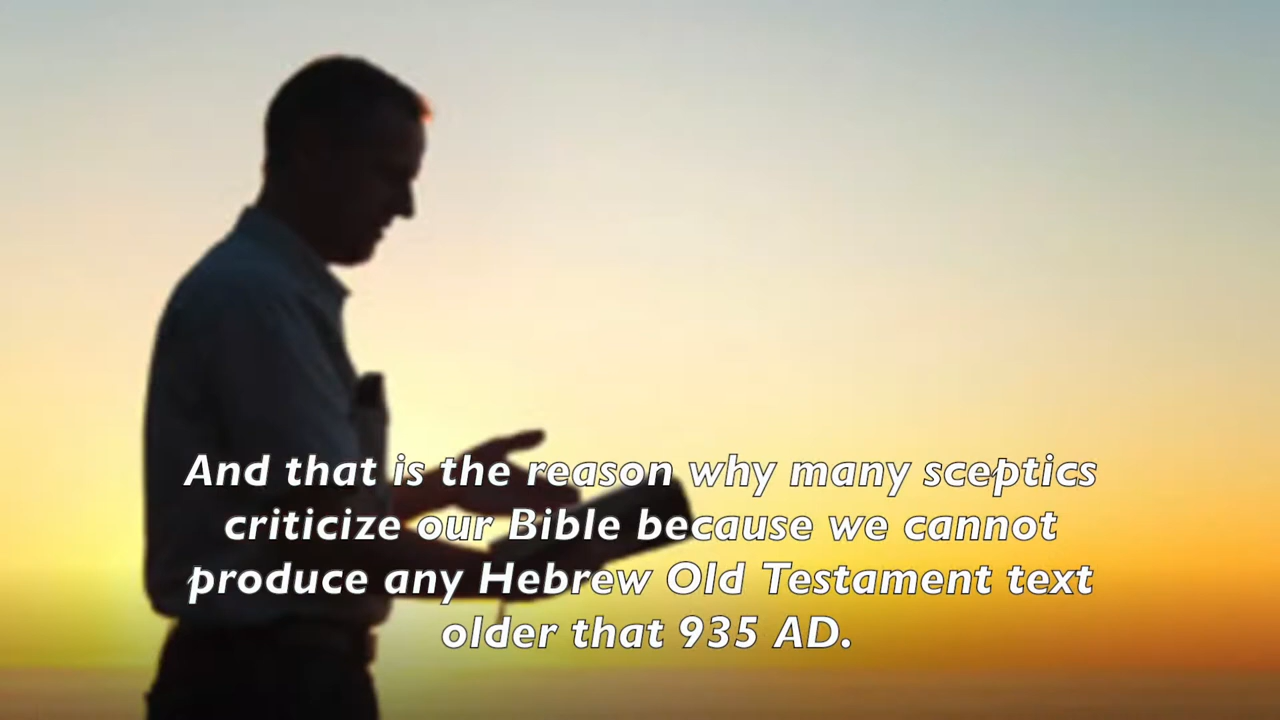 And that is the reason why many sceptics
criticize our Bible because we cannot
produce any Hebrew Old Testament text
older that 935 AD.